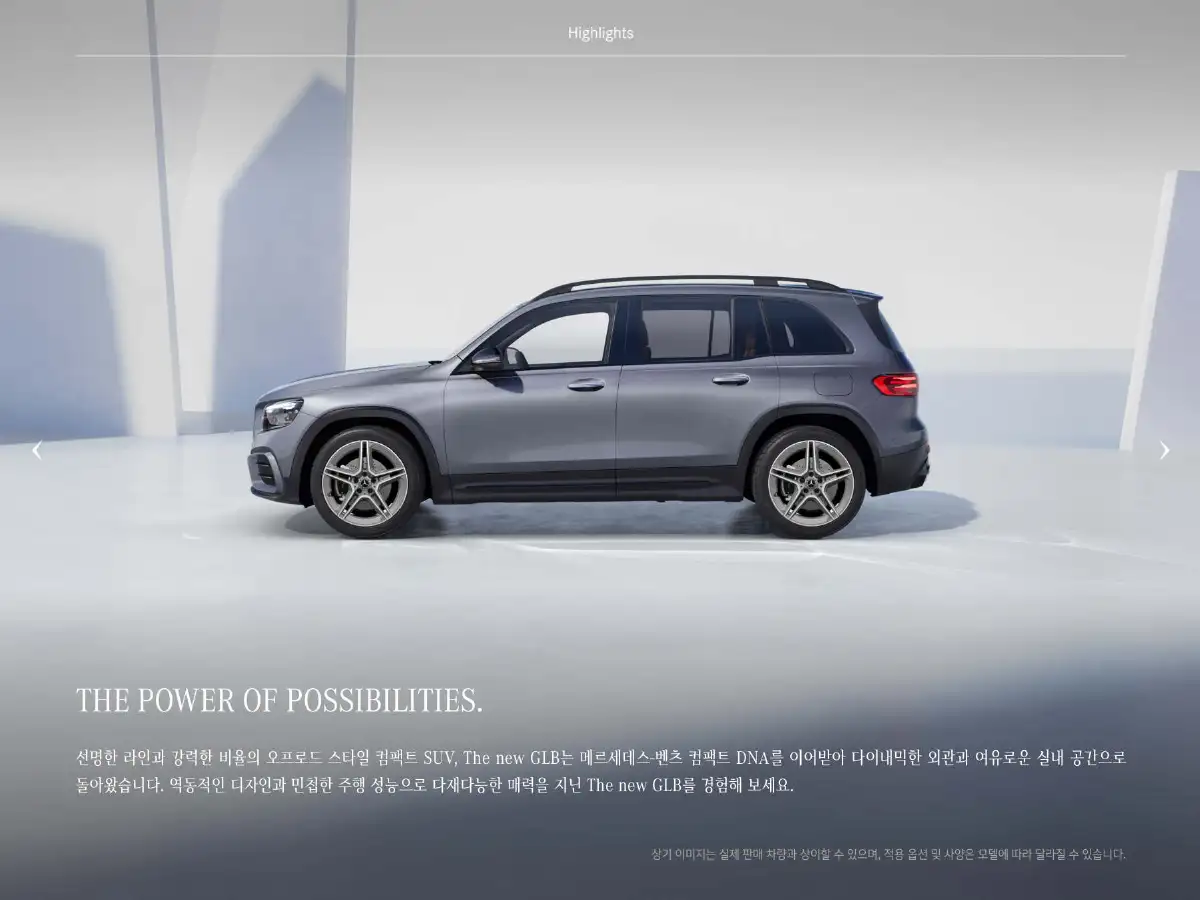 Highlights
THE POWER OF POSSIBILITIES.
선명한 라인과 강력한 비율의 오프로드 스타일 컴팩트 SUV, The new GLB는 메르세데스-벤츠 컴팩트 DNA를 이어받아 다이내믹한 외관과 여유로운 실내 공간으로
돌아왔습니다. 역동적인 디자인과 민첩한 주행 성능으로 다재다능한 매력을 지닌 The new GLB를 경험해 보세요.
상기 이미지는 실제 판매 차량과 상이할 수 있으며, 적용 옵션 및 사양은 모델에 따라 달라질 수 있습니다.